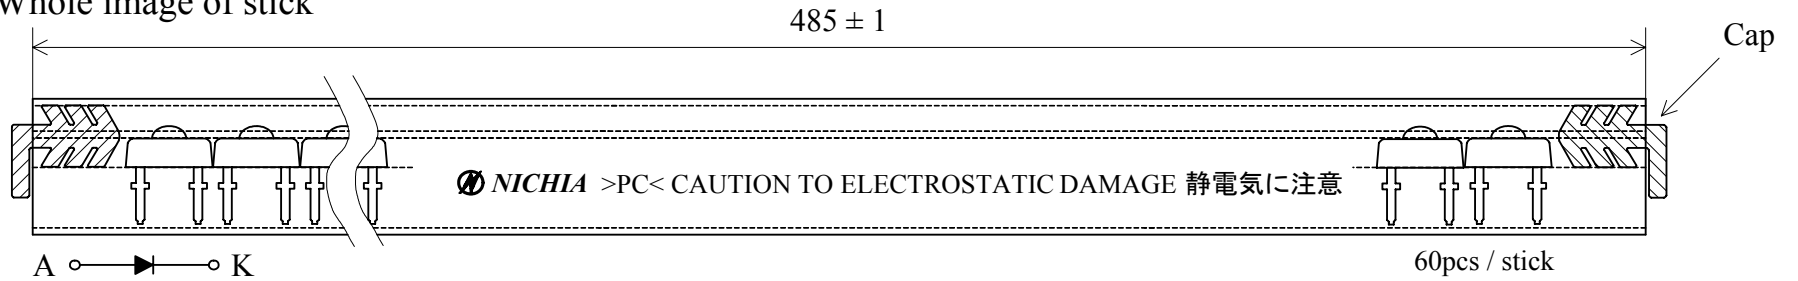 Whole image of stick
485 ± 1
Cap
NICHIA >PC< CAUTION TO ELECTROSTATIC DAMAGE 静電気に注意
A K
60pcs / stick